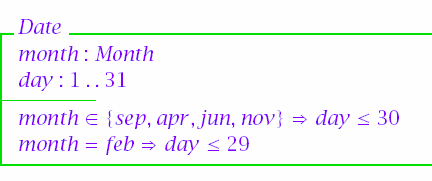 Date
month : Month
day : 1 . . 31
month ∈ {sep, apr, jun, nov} ⇒ day ≤ 30
month = feb ⇒ day ≤ 29